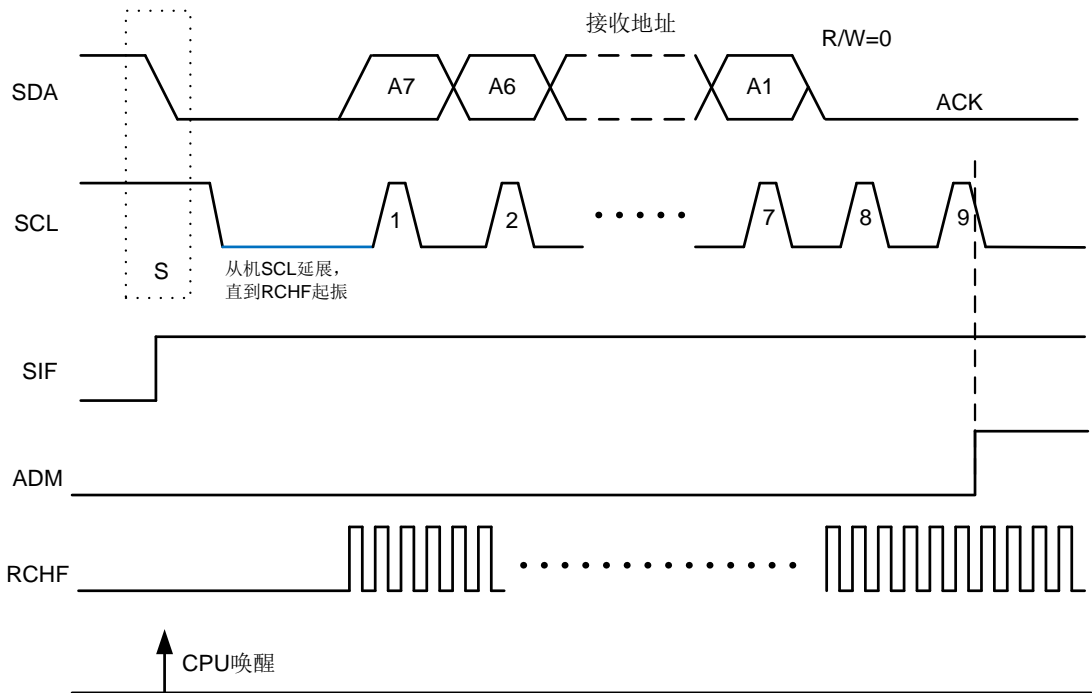 接收地址
R/W=0
SDA
A7
A6
A1
ACK
SCL
1
2
7
8
9
S
从机SCL延展，
直到RCHF起振
SIF
ADM
RCHF
CPU唤醒